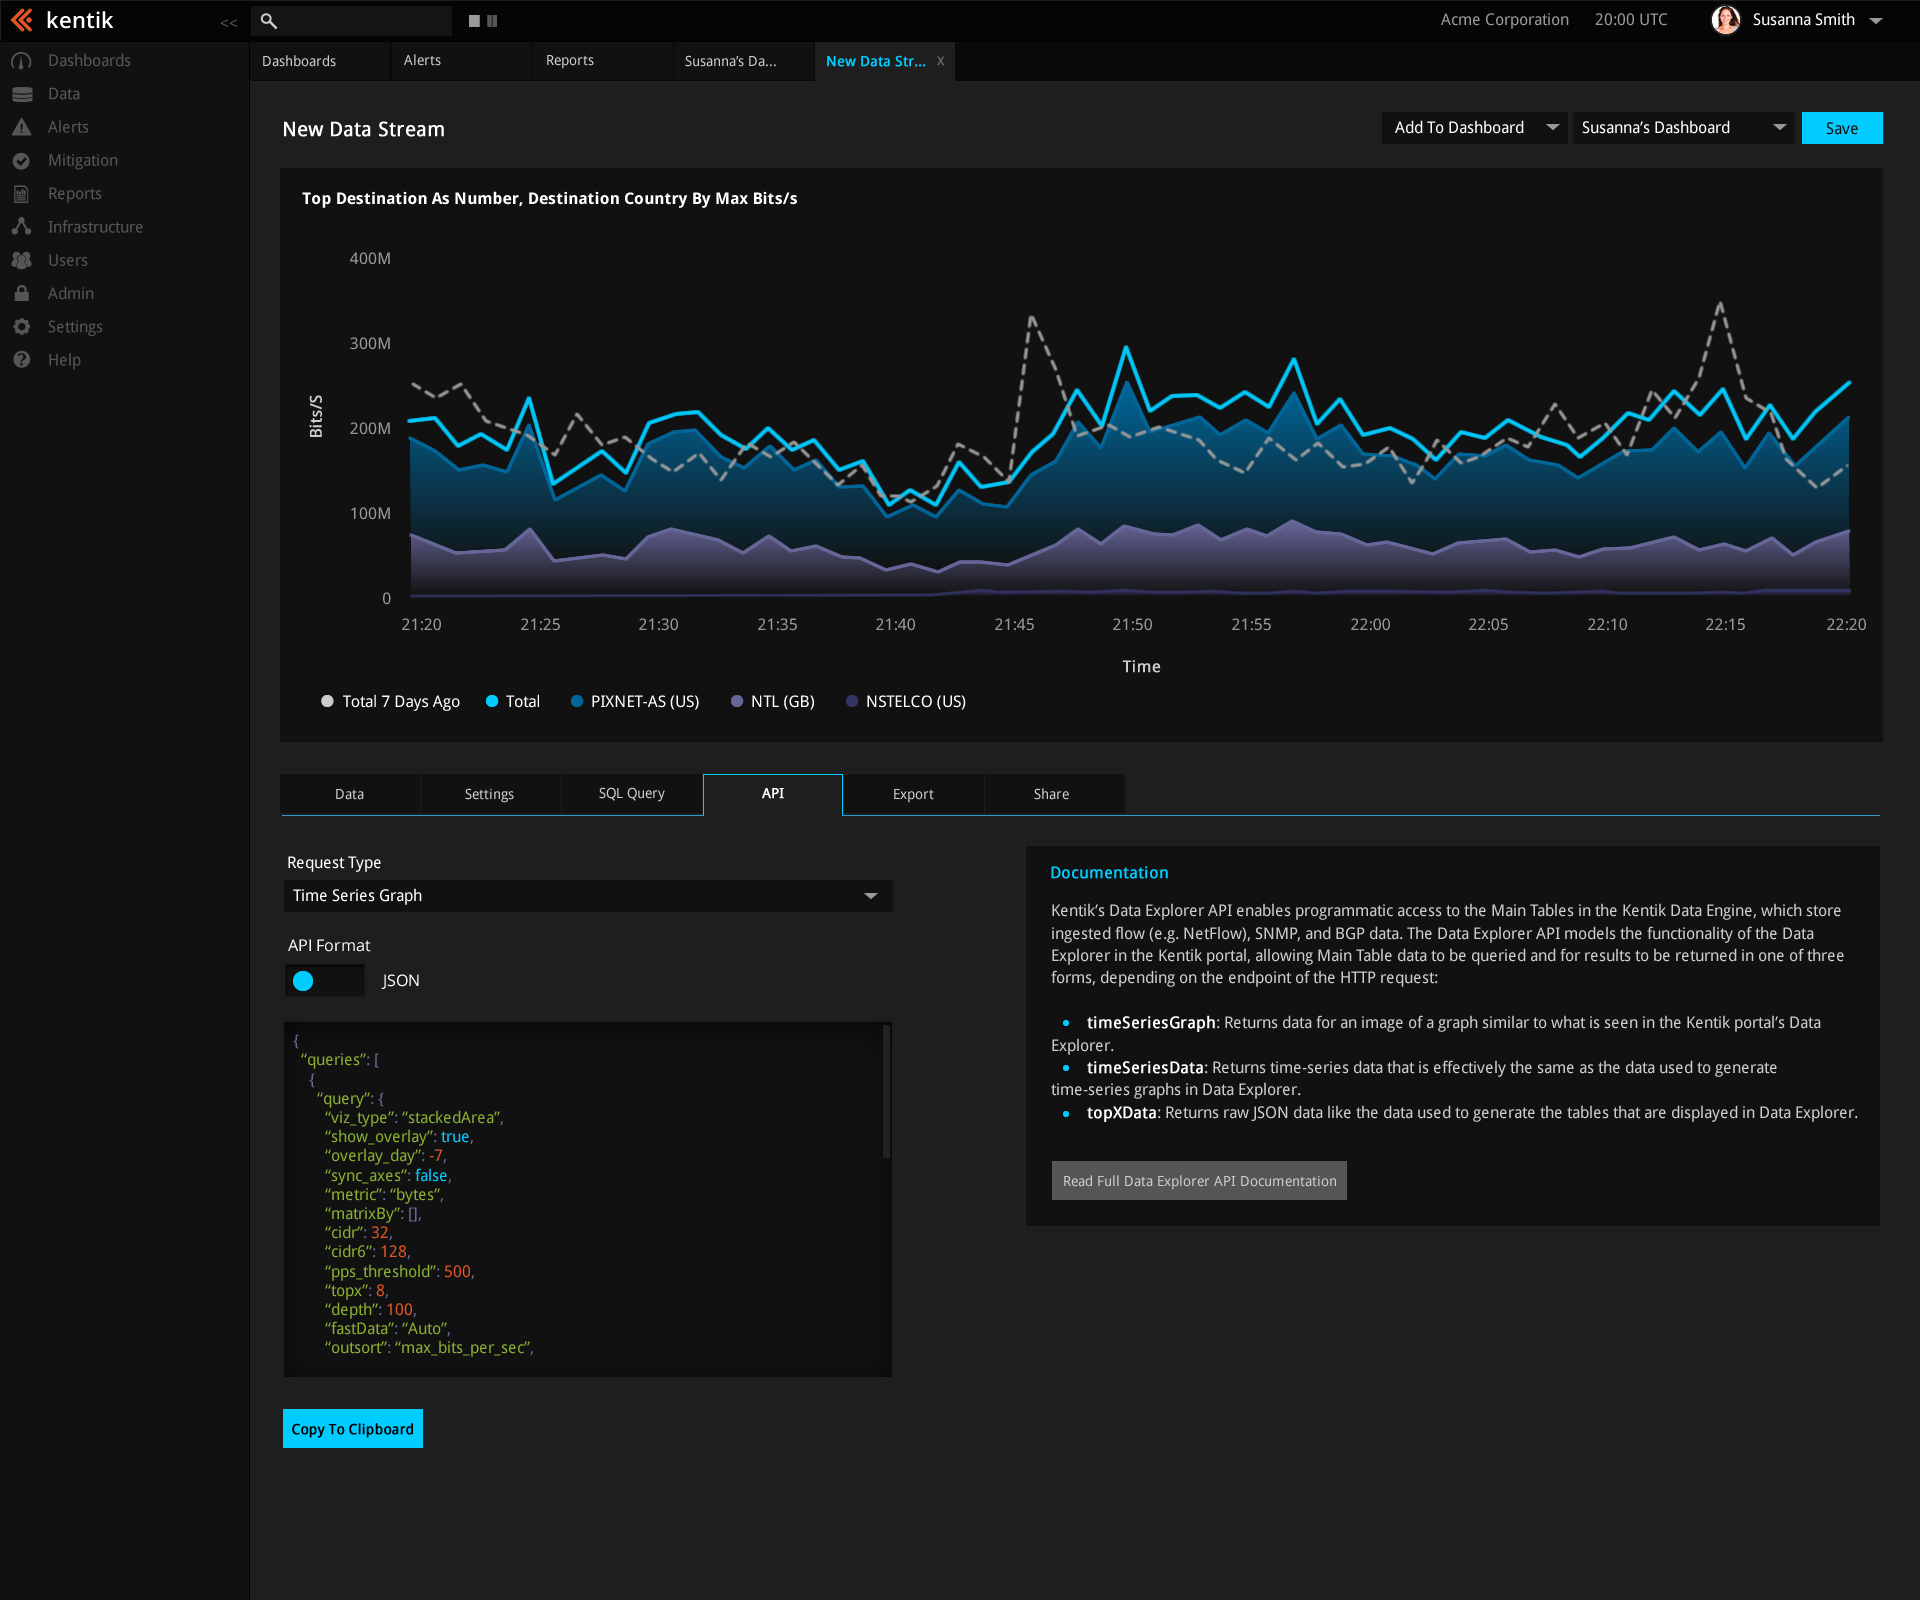 kentik
<<
Acme Corporation
20:00 UTC
Susanna Smith
Dashboards
Data
Alerts
Mitigation
Reports
Infrastructure
Users
Admin
Settings
Help
Dashboards
Alerts
Reports
Susanna’s Da...
New Data Str... X
New Data Stream
Add To Dashboard
Susanna’s Dashboard
Save
Top Destination As Number, Destination Country By Max Bits/s
400M
300M
200M
100M
0
Bits/S
21:20 21:25 21:30 21:35 21:40 21:45 21:50 21:55 22:00 22:05 22:10 22:15 22:20
Time
Total 7 Days Ago Total PIXNET-AS (US) NTL (GB) NSTELCO (US)
Data
Settings
SQL Query
API
Export
Share
Request Type
Time Series Graph
API Format
JSON
{
“queries”: [
{
“query”: {
“viz_type”: “stackedArea”,
“show_overlay”: true,
“overlay_day”: -7,
“sync_axes”: false,
“metric”: “bytes”,
“matrixBy”: [],
“cidr”: 32,
“cidr6”: 128,
“pps_threshold”: 500,
“topx”: 8,
“depth”: 100,
“fastData”: “Auto”,
“outsort”: “max_bits_per_sec”,
Copy To Clipboard
Documentation
Kentik’s Data Explorer API enables programmatic access to the Main Tables in the Kentik Data Engine, which store
ingested flow (e.g. NetFlow), SNMP, and BGP data. The Data Explorer API models the functionality of the Data
Explorer in the Kentik portal, allowing Main Table data to be queried and for results to be returned in one of three
forms, depending on the endpoint of the HTTP request:
• timeSeriesGraph: Returns data for an image of a graph similar to what is seen in the Kentik portal’s Data
Explorer.
• timeSeriesData: Returns time-series data that is effectively the same as the data used to generate
time-series graphs in Data Explorer.
• topXData: Returns raw JSON data like the data used to generate the tables that are displayed in Data Explorer.
Read Full Data Explorer API Documentation